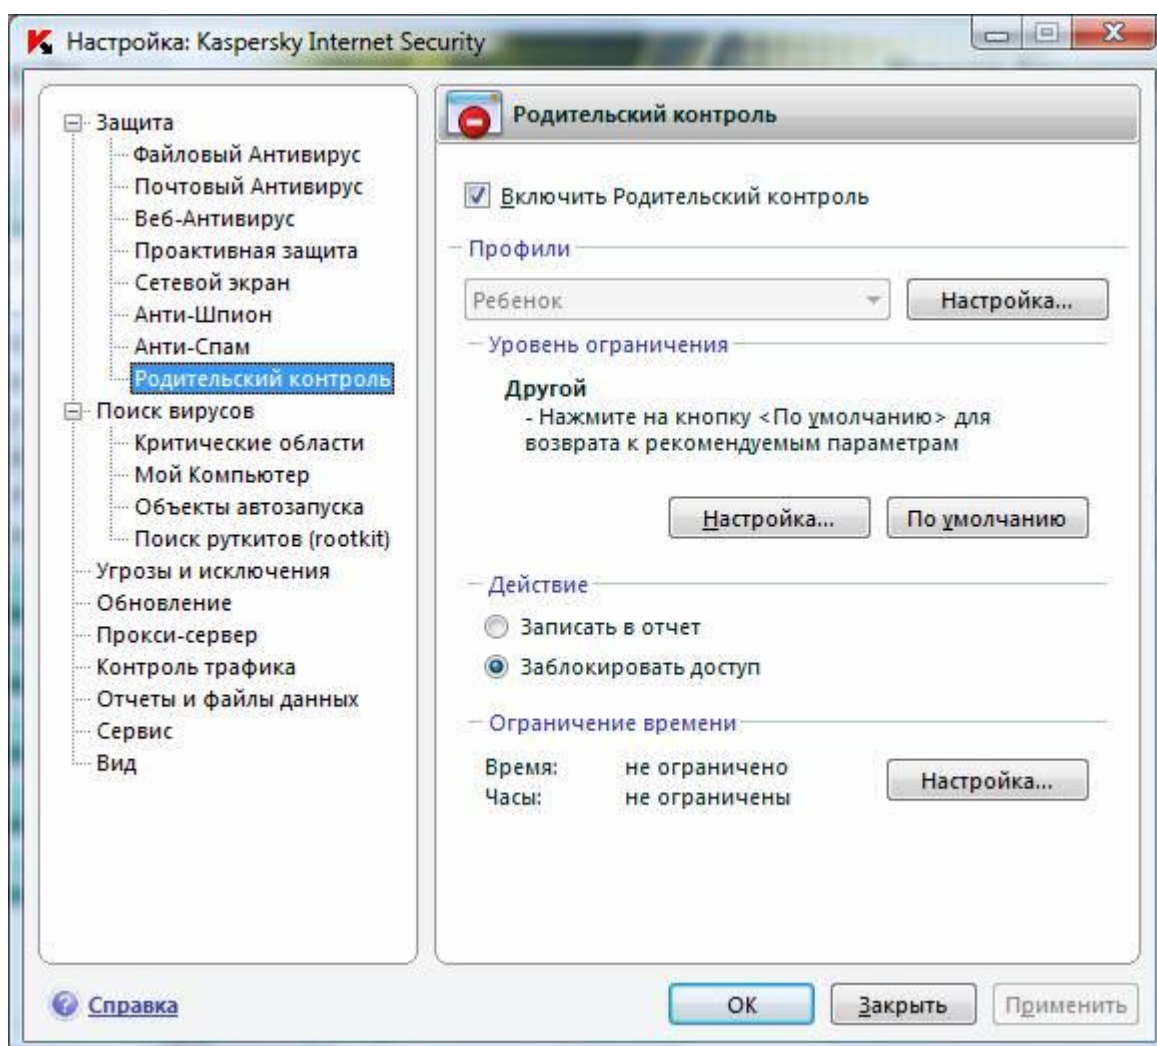 Настройка: Kaspersky Internet Security
Защита
Файловый Антивирус
Почтовый Антивирус
Веб-Антивирус
Проактивная защита
Сетевой экран
Анти-Шпион
Анти-Спам
Родительский контроль
Поиск вирусов
Критические области
Мой Компьютер
Объекты автозапуска
Поиск руткитов (rootkit)
Угрозы и исключения
Обновление
Прокси-сервер
Контроль трафика
Отчеты и файлы данных
Сервис
Вид
Родительский контроль
Включить Родительский контроль
Профили
Ребенок
Настройка...
Уровень ограничения
Другой
- Нажмите на кнопку <По умолчанию> для
возврата к рекомендуемым параметрам
Настройка...
По умолчанию
Действие
Записать в отчет
Заблокировать доступ
Ограничение времени
Время: не ограничено
Часы: не ограничены
Настройка...
Справка
ОК
Закрыть
Применить